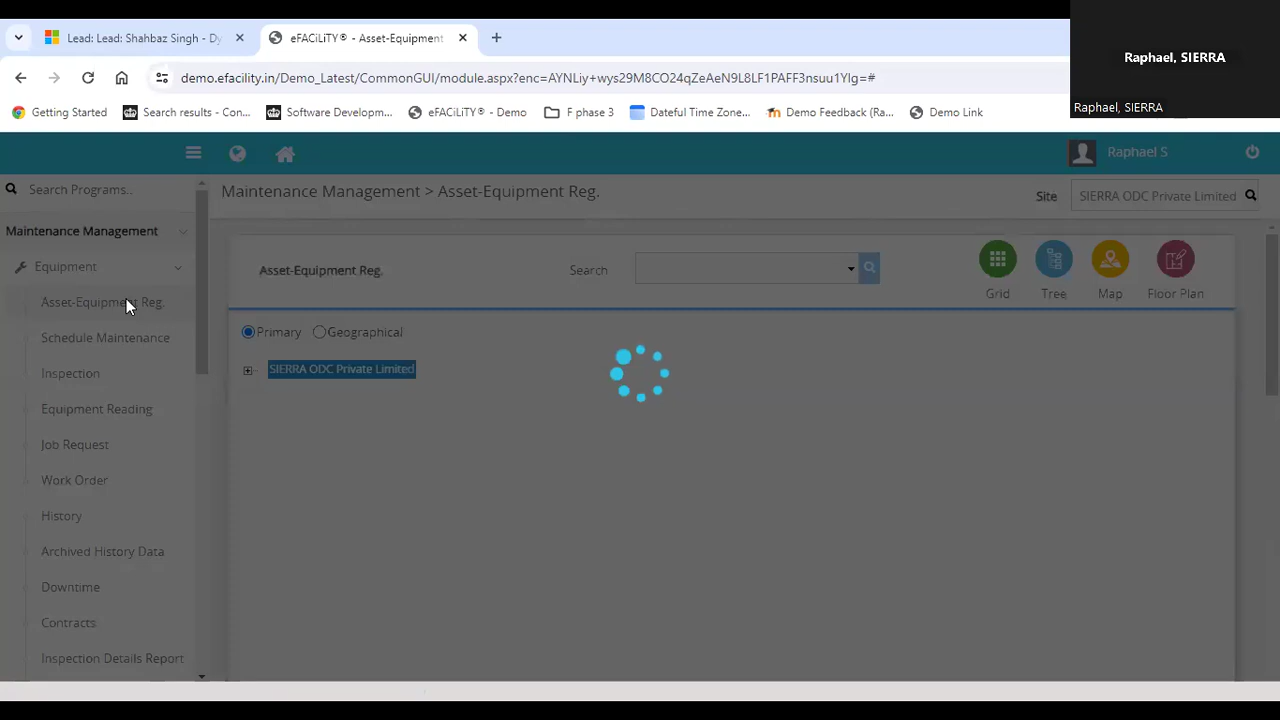 Lead: Lead: Shahbaz Singh - Dy
eFACiLiTY® - Asset-Equipment
demo.efacility.in/Demo_Latest/CommonGUI/module.aspx?enc=AYNLiy+wys29M8CO24qZeAeN9L8LF1PAFF3nsuu1YIg=#
Getting Started
Search results - Con...
Software Developm...
eFACiLiTY® - Demo
F phase 3
Dateful Time Zone...
Demo Feedback (Ra...
Demo Link
Raphael, SIERRA
Raphael, SIERRA
Raphael S
Search Programs..
Maintenance Management > Asset-Equipment Reg.
Site
SIERRA ODC Private Limited
Maintenance Management
Equipment
Asset-Equipment Reg.
Schedule Maintenance
Inspection
Equipment Reading
Job Request
Work Order
History
Archived History Data
Downtime
Contracts
Inspection Details Report
Asset-Equipment Reg.
Search
Grid
Tree
Map
Floor Plan
Primary
Geographical
SIERRA ODC Private Limited